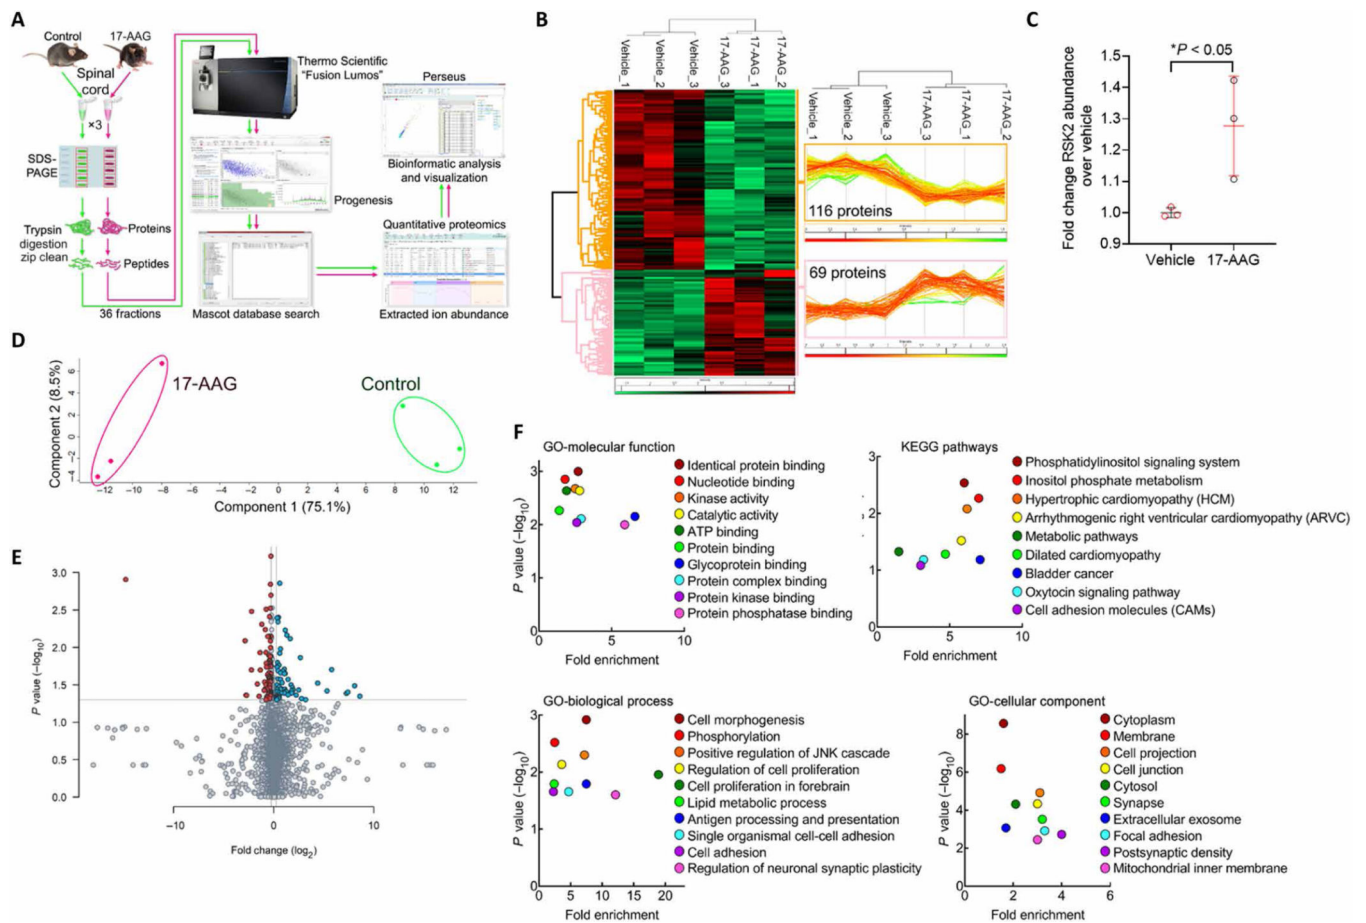 A
Control
17-AAG
Spinal
cord
×3
SDS-
PAGE
Trypsin
digestion
zip clean
Proteins
Peptides
36 fractions
Thermo Scientific
"Fusion Lumos"
Progenesis
Mascot database search
Perseus
Bioinformatic analysis
and visualization
Quantitative proteomics
Extracted ion abundance
B
Vehicle_1
Vehicle_2
Vehicle_3
17-AAG_3
17-AAG_1
17-AAG_2
Vehicle_1
Vehicle_2
Vehicle_3
17-AAG_3
17-AAG_1
17-AAG_2
116 proteins
69 proteins
C
Fold change RSK2 abundance
over vehicle
*P < 0.05
1.5
1.4
1.3
1.2
1.1
1.0
0.9
Vehicle 17-AAG
D
Component 2 (8.5%)
6
4
2
0
−2
−4
17-AAG
Control
−12 −10 −8 −6 −4 −2 0 2 4 6 8 10 12
Component 1 (75.1%)
E
P value (−log10)
3.0
2.5
2.0
1.5
1.0
0.5
0.0
−10 0 10
Fold change (log2)
F
GO-molecular function
P value (−log10)
3
2
1
0
0 5 10
Fold enrichment
Identical protein binding
Nucleotide binding
Kinase activity
Catalytic activity
ATP binding
Protein binding
Glycoprotein binding
Protein complex binding
Protein kinase binding
Protein phosphatase binding
KEGG pathways
3
2
1
0
0 5 10
Fold enrichment
Phosphatidylinositol signaling system
Inositol phosphate metabolism
Hypertrophic cardiomyopathy (HCM)
Arrhythmogenic right ventricular cardiomyopathy (ARVC)
Metabolic pathways
Dilated cardiomyopathy
Bladder cancer
Oxytocin signaling pathway
Cell adhesion molecules (CAMs)
GO-biological process
P value (−log10)
3
2
1
0
0 5 10 15 20
Fold enrichment
Cell morphogenesis
Phosphorylation
Positive regulation of JNK cascade
Regulation of cell proliferation
Cell proliferation in forebrain
Lipid metabolic process
Antigen processing and presentation
Single organismal cell-cell adhesion
Cell adhesion
Regulation of neuronal synaptic plasticity
GO-cellular component
P value (−log10)
8
6
4
2
0
0 2 4 6
Fold enrichment
Cytoplasm
Membrane
Cell projection
Cell junction
Cytosol
Synapse
Extracellular exosome
Focal adhesion
Postsynaptic density
Mitochondrial inner membrane